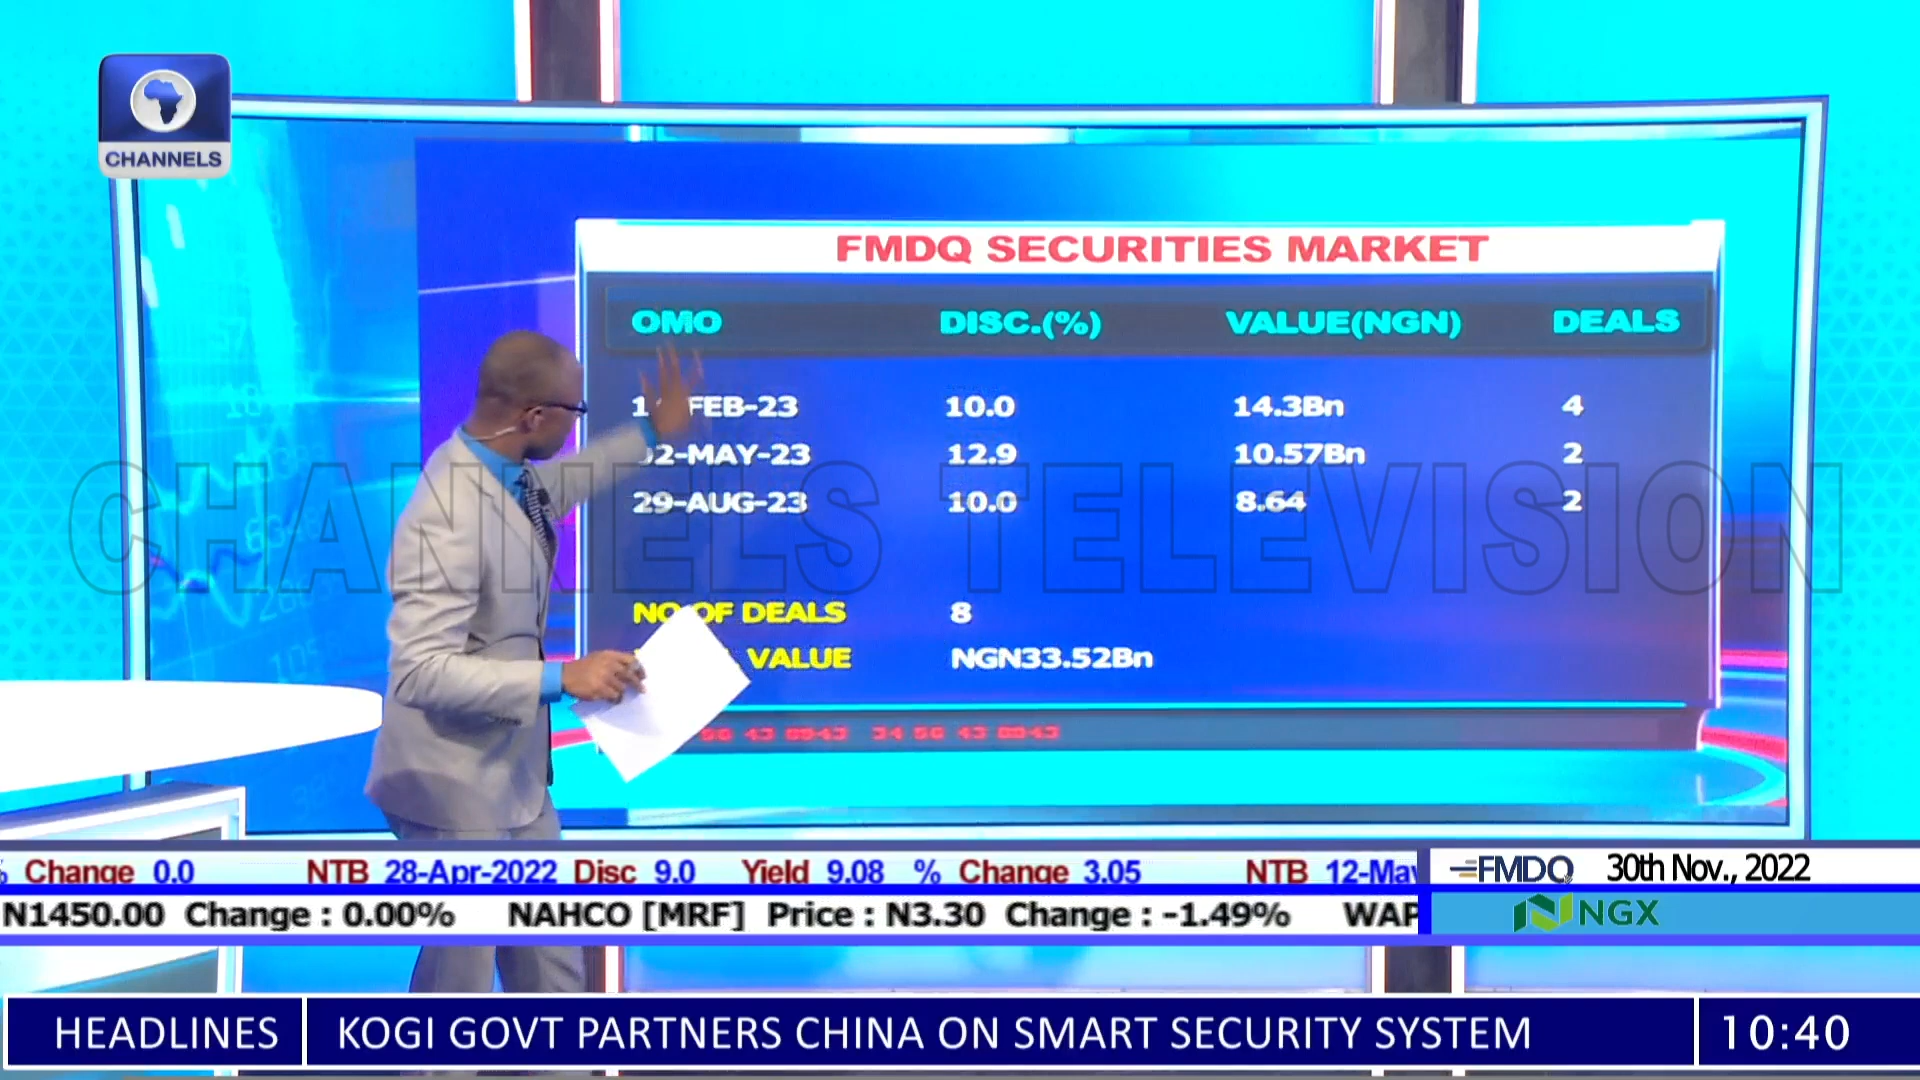 CHANNELS
FMDQ SECURITIES MARKET
OMO DISC.(%) VALUE(NGN) DEALS
FEB-23 10.0 14.3Bn 4
02-MAY-23 12.9 10.57Bn 2
29-AUG-23 10.0 8.64 2
CHANNELS TELEVISION
NO OF DEALS 8
VALUE NGN33.52Bn
Change 0.0 NTB 28-Apr-2022 Disc 9.0 Yield 9.08 % Change 3.05 NTB 12-May
FMDQ 30th Nov., 2022
N1450.00 Change : 0.00% NAHCO [MRF] Price : N3.30 Change : -1.49% WAP
NGX
HEADLINES KOGI GOVT PARTNERS CHINA ON SMART SECURITY SYSTEM 10:40